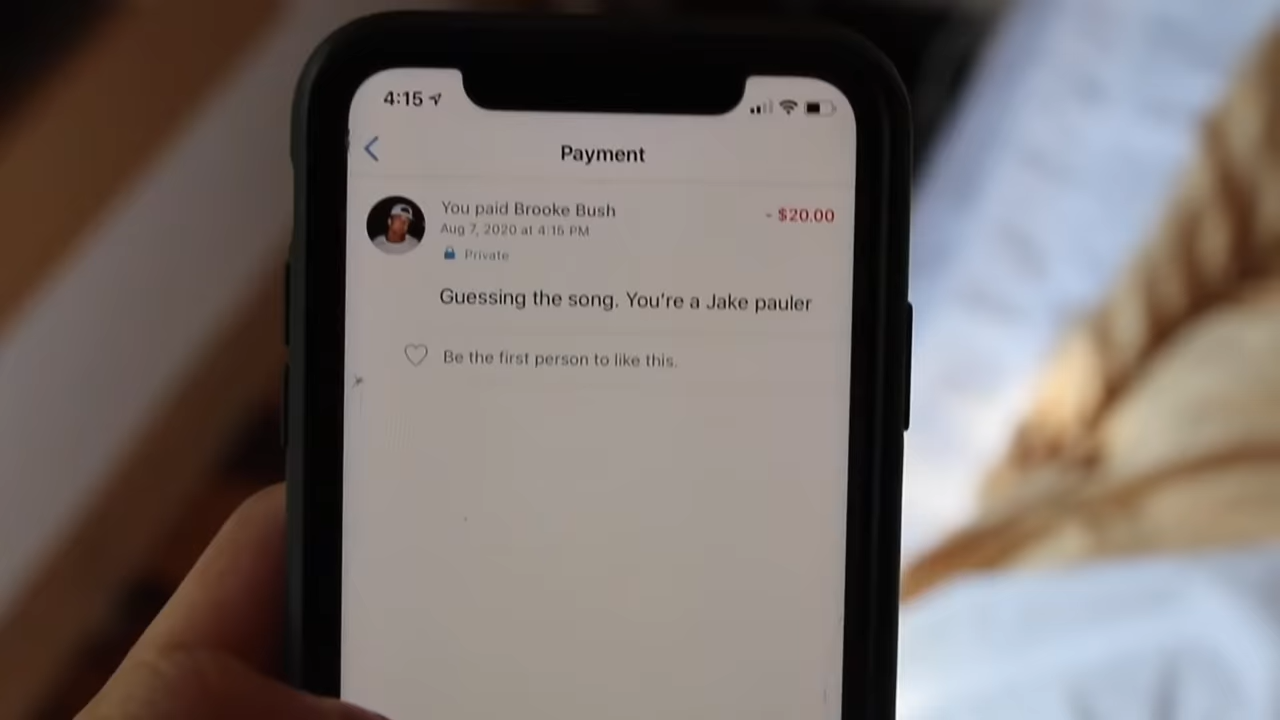 4:15
Payment
You paid Brooke Bush
- $20.00
Aug 7, 2020 at 4:15 PM
Private
Guessing the song. You're a Jake pauler
Be the first person to like this.